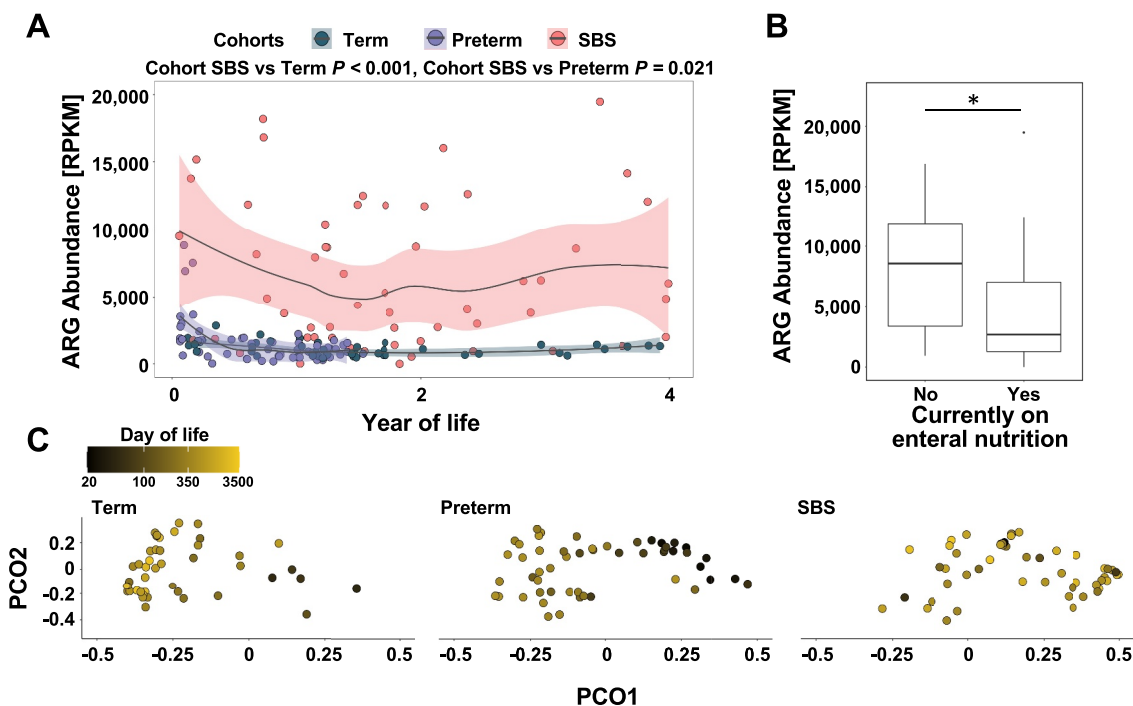 A
Cohorts Term Preterm SBS
Cohort SBS vs Term P < 0.001, Cohort SBS vs Preterm P = 0.021
ARG Abundance [RPKM]
20,000
15,000
10,000
5,000
0
0 2 4
Year of life
B
*
ARG Abundance [RPKM]
20,000
15,000
10,000
5,000
0
No Yes
Currently on
enteral nutrition
C
Day of life
20 100 350 3500
Term Preterm SBS
PCO2
0.2
0
-0.2
-0.4
-0.5 -0.25 0 0.25 0.5 -0.5 -0.25 0 0.25 0.5 -0.5 -0.25 0 0.25 0.5
PCO1